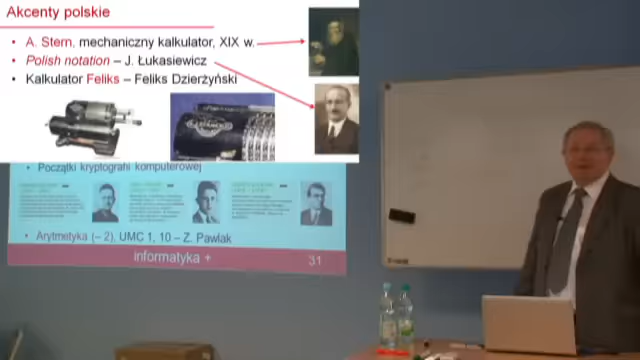 Akcenty polskie
• A. Stern, mechaniczny kalkulator, XIX w.
• Polish notation – J. Łukasiewicz
• Kalkulator Feliks – Feliks Dzierżyński
• Początki kryptografii komputerowej
• Arytmetyka (– 2), UMC 1, 10 – Z. Pawlak
informatyka +
31